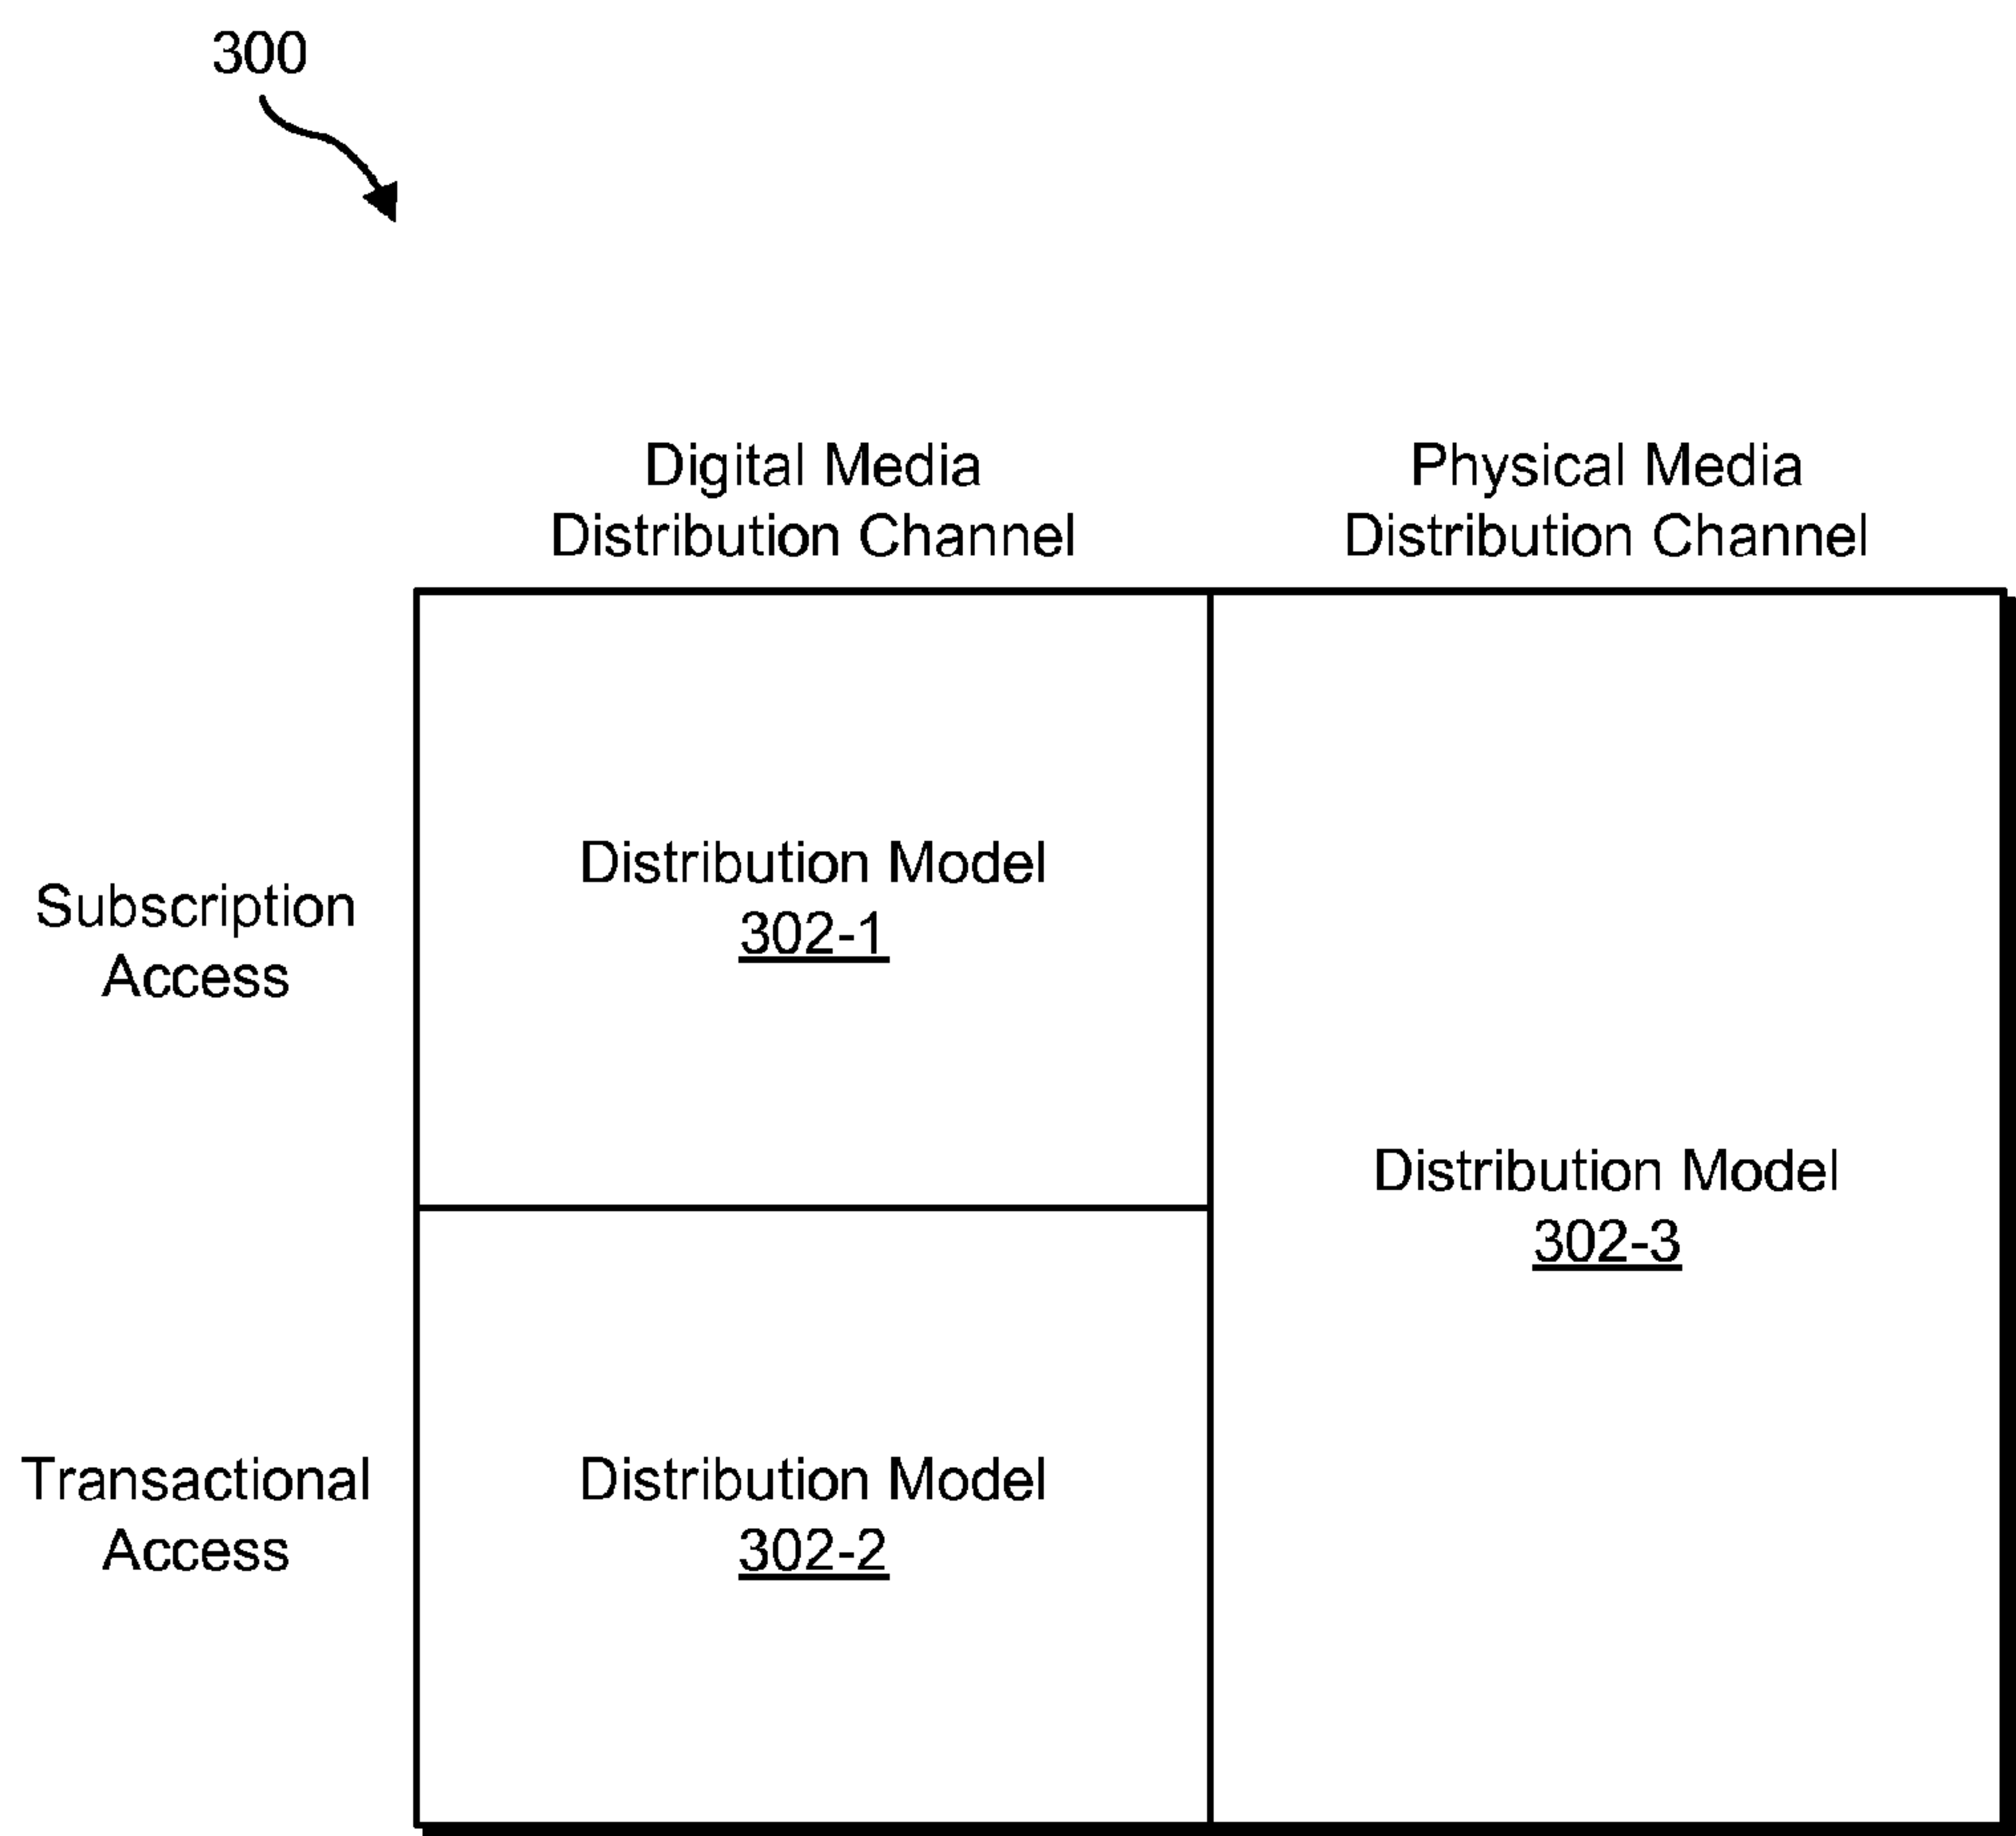 300
Digital Media
Distribution Channel
Physical Media
Distribution Channel
Subscription
Access
Distribution Model
302-1
Distribution Model
302-3
Transactional
Access
Distribution Model
302-2